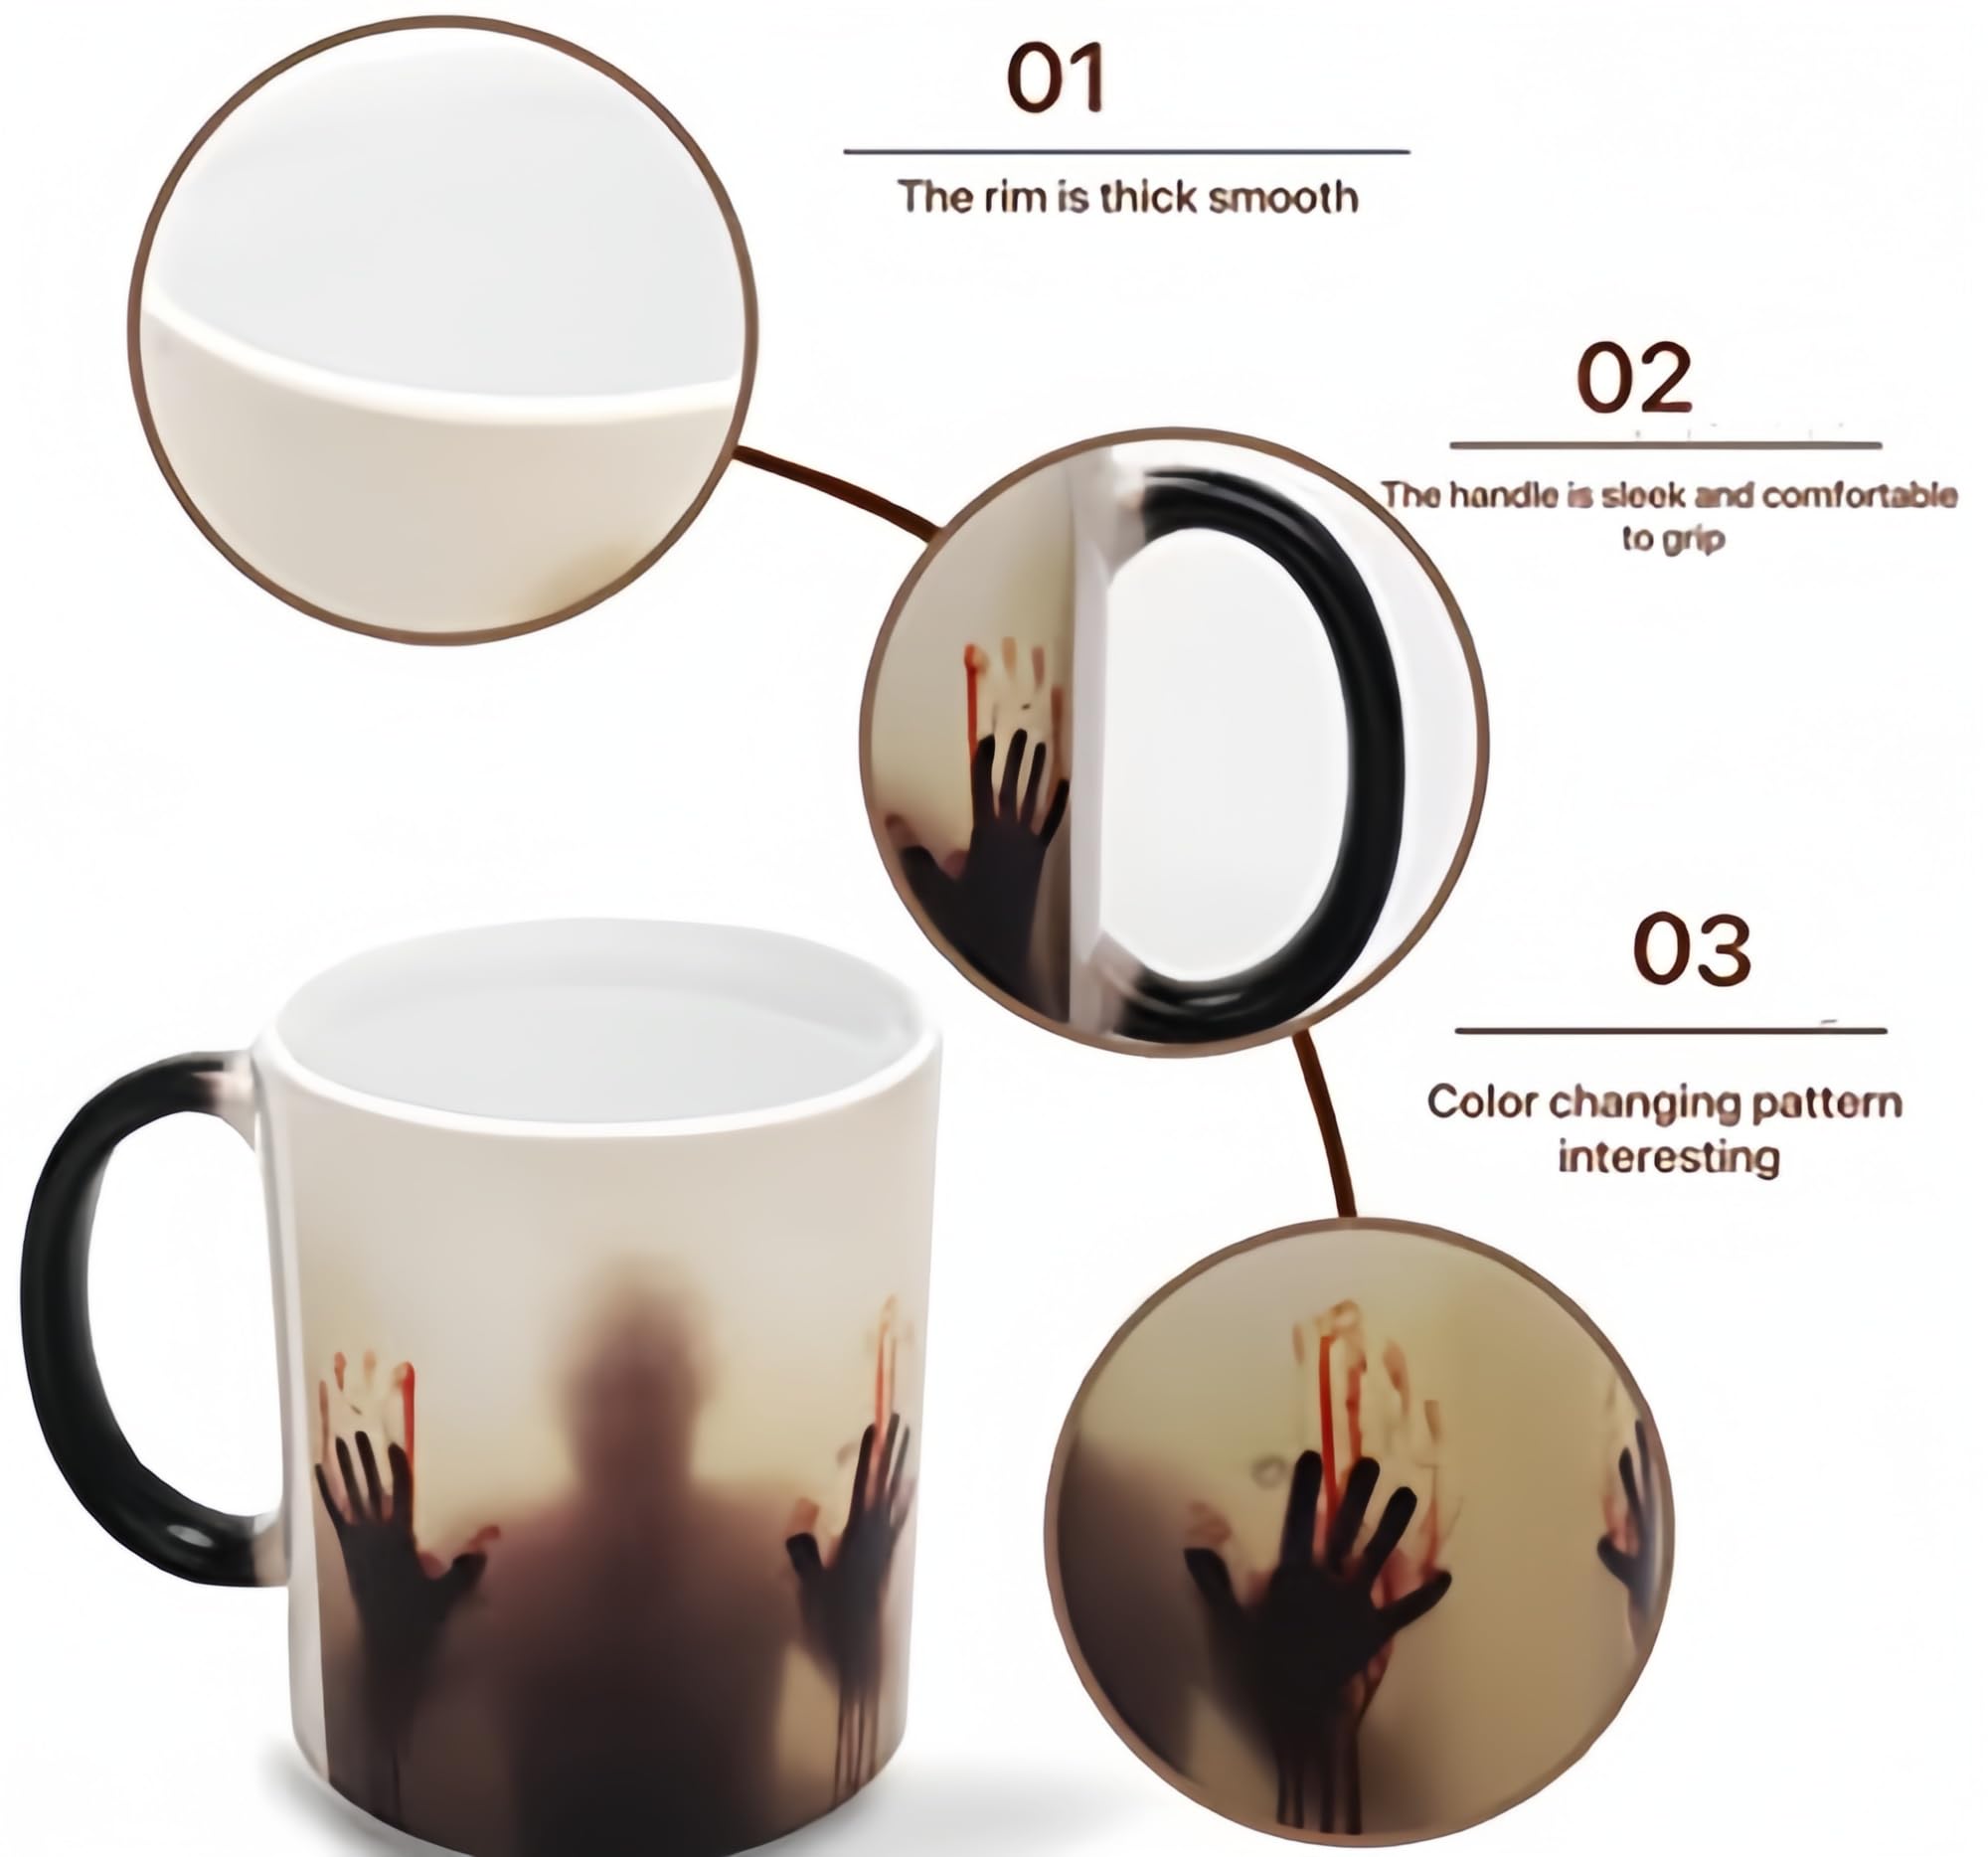 01
The rim is thick smooth
02
The handle is sleek and comfortable
to grip
03
Color changing pattern
interesting